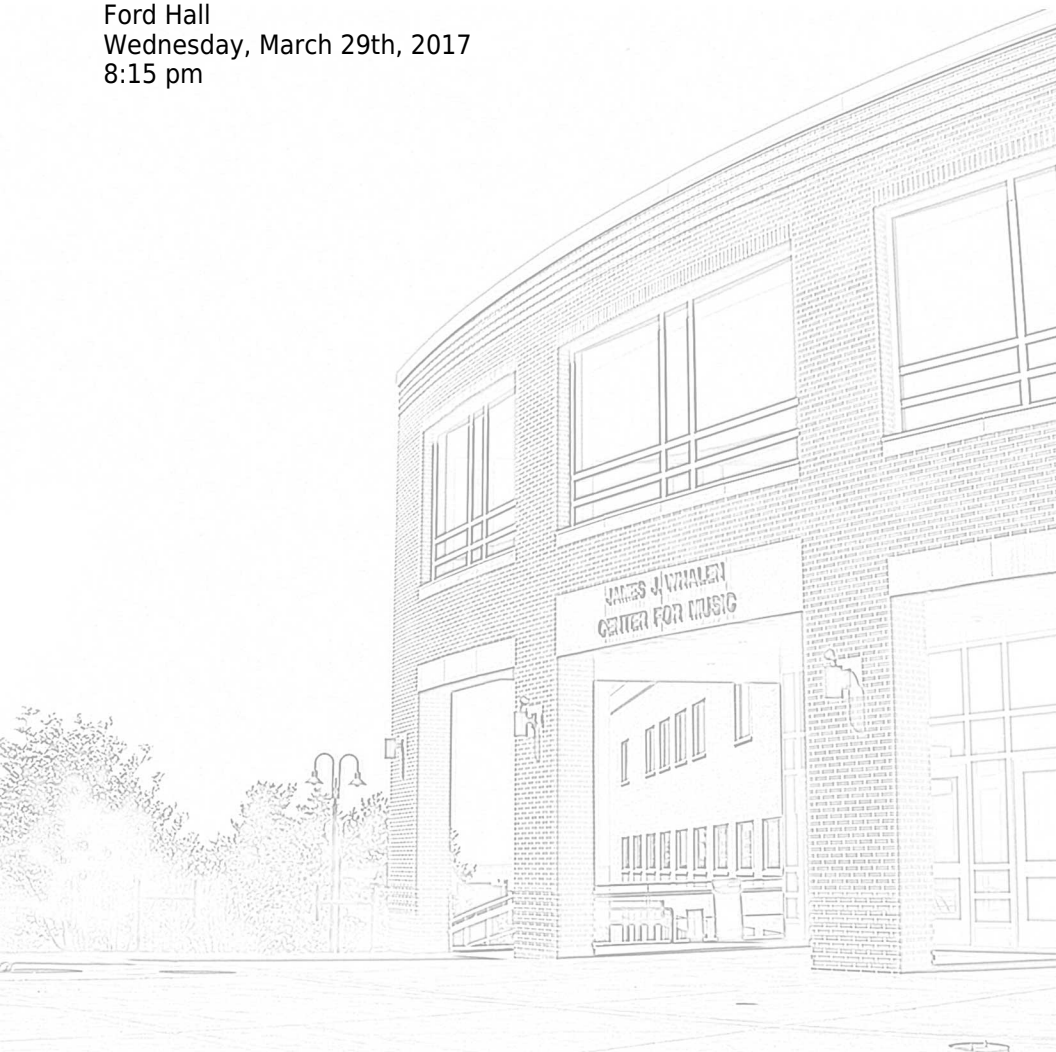 Ford Hall
Wednesday, March 29th, 2017
8:15 pm
JAMES J. WHALEN
CENTER FOR MUSIC